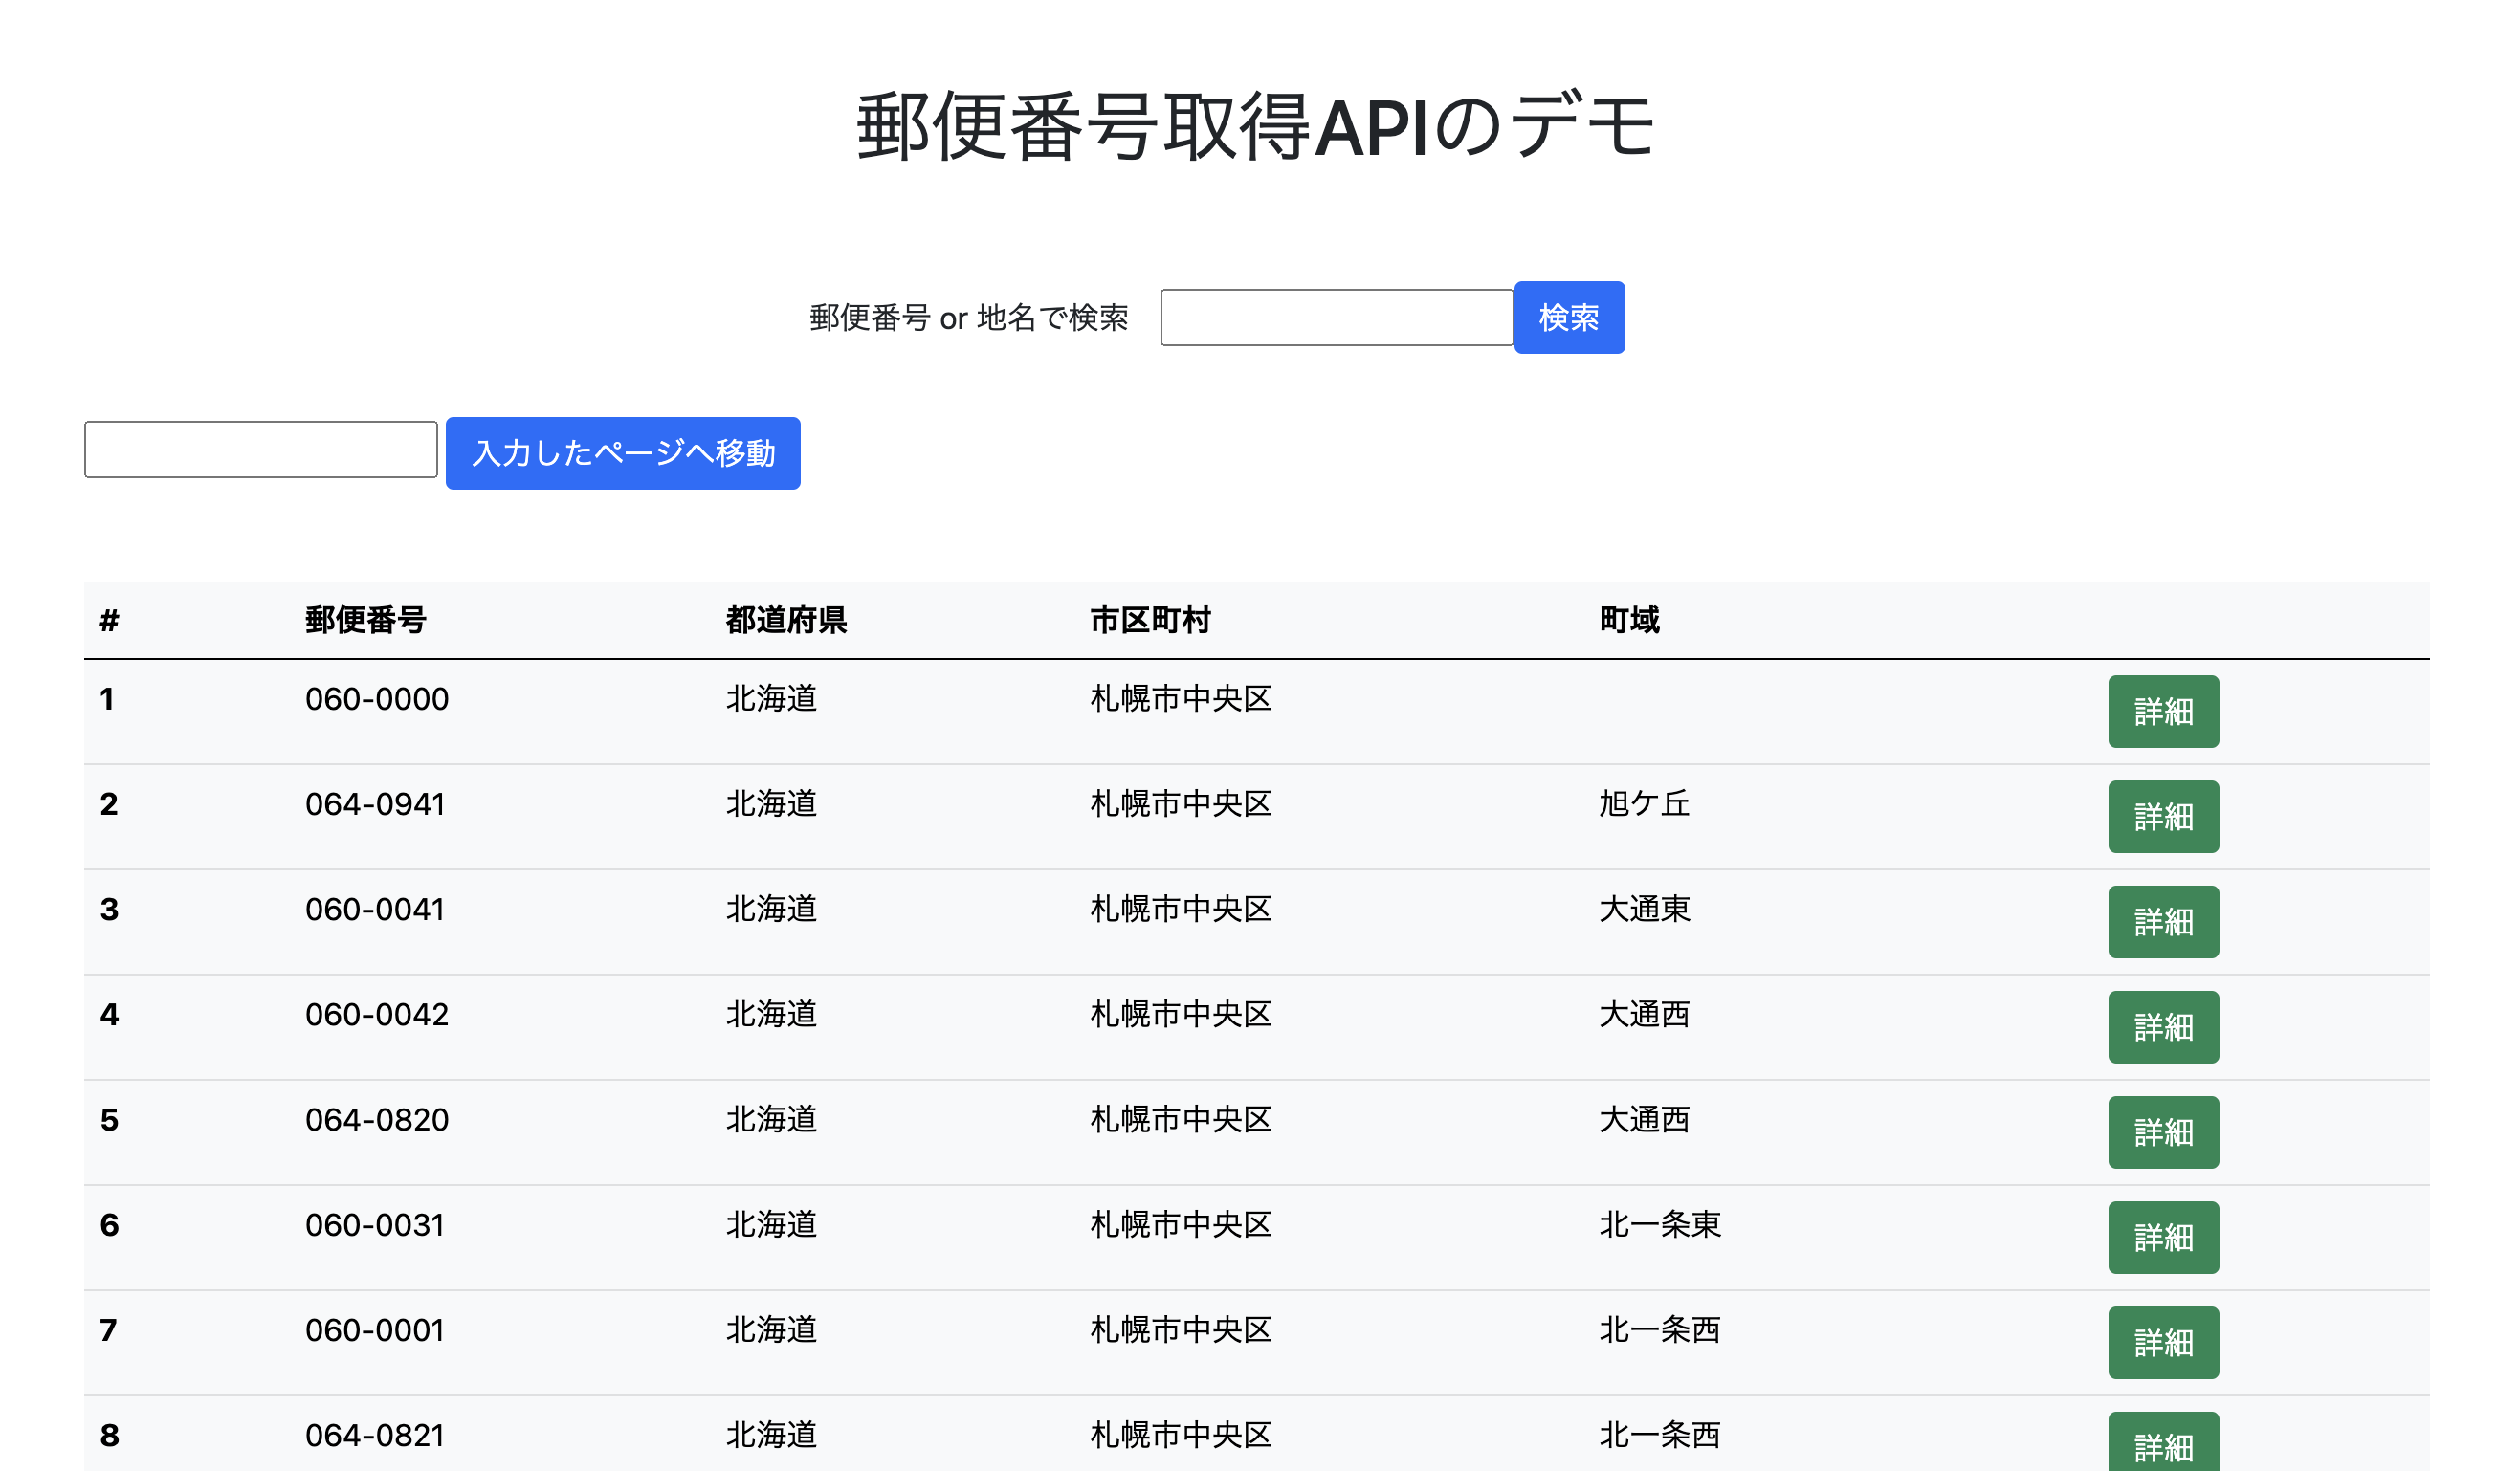 郵便番号取得APIのデモ
郵便番号 or 地名で検索 検索
入力したページへ移動
# 郵便番号 都道府県 市区町村 町域
1 060-0000 北海道 札幌市中央区 詳細
2 064-0941 北海道 札幌市中央区 旭ケ丘 詳細
3 060-0041 北海道 札幌市中央区 大通東 詳細
4 060-0042 北海道 札幌市中央区 大通西 詳細
5 064-0820 北海道 札幌市中央区 大通西 詳細
6 060-0031 北海道 札幌市中央区 北一条東 詳細
7 060-0001 北海道 札幌市中央区 北一条西 詳細
8 064-0821 北海道 札幌市中央区 北一条西 詳細